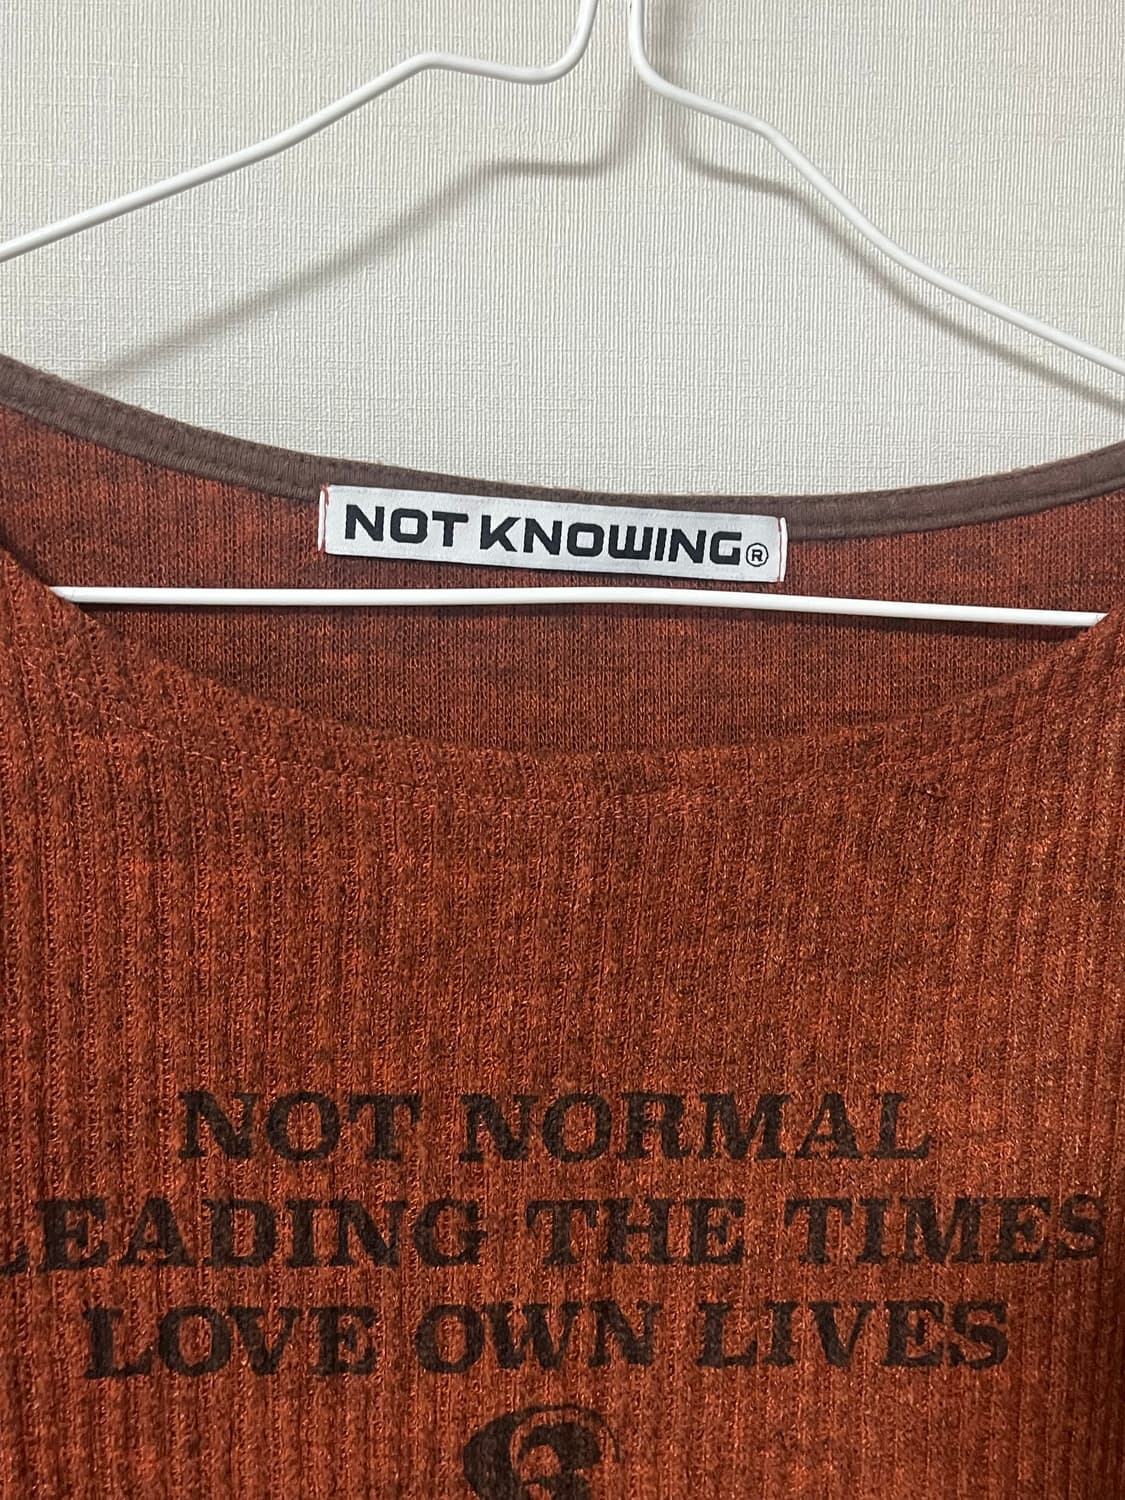 NOT KNOWING®
NOT NORMAL
LEADING THE TIMES
LOVE OWN LIVES